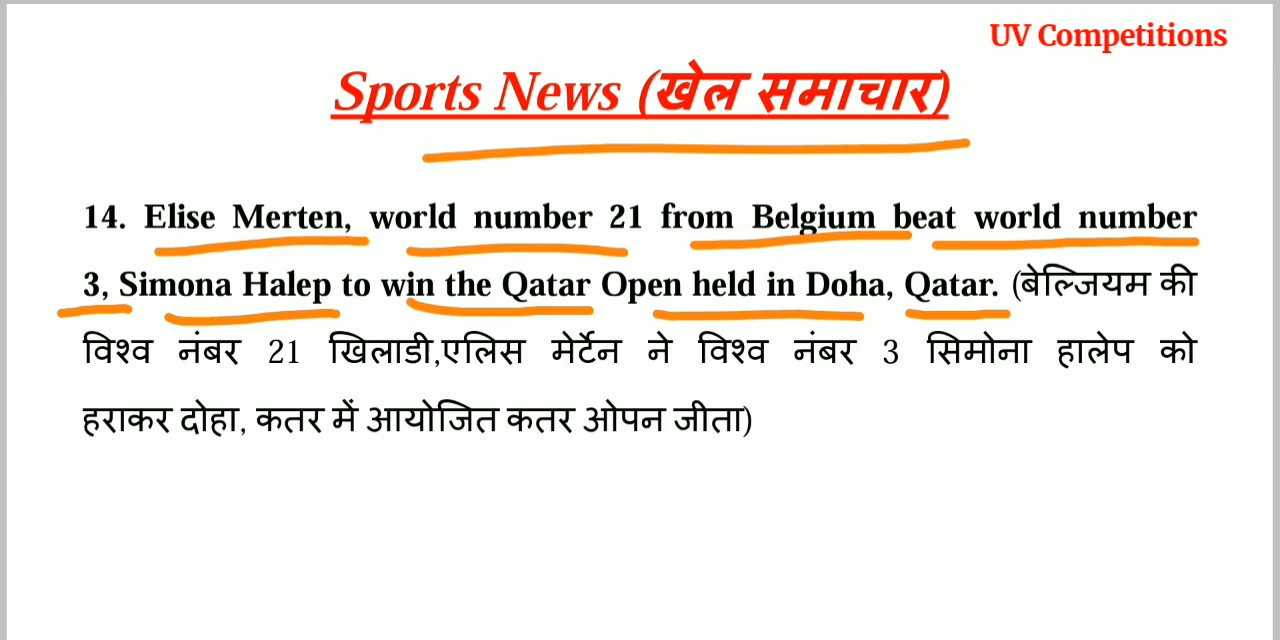 UV Competitions
Sports News (खेल समाचार)
14. Elise Merten, world number 21 from Belgium beat world number
3, Simona Halep to win the Qatar Open held in Doha, Qatar. (बेल्जियम की
विश्व नंबर 21 खिलाडी,एलिस मेर्टेन ने विश्व नंबर 3 सिमोना हालेप को
हराकर दोहा, कतर में आयोजित कतर ओपन जीता)